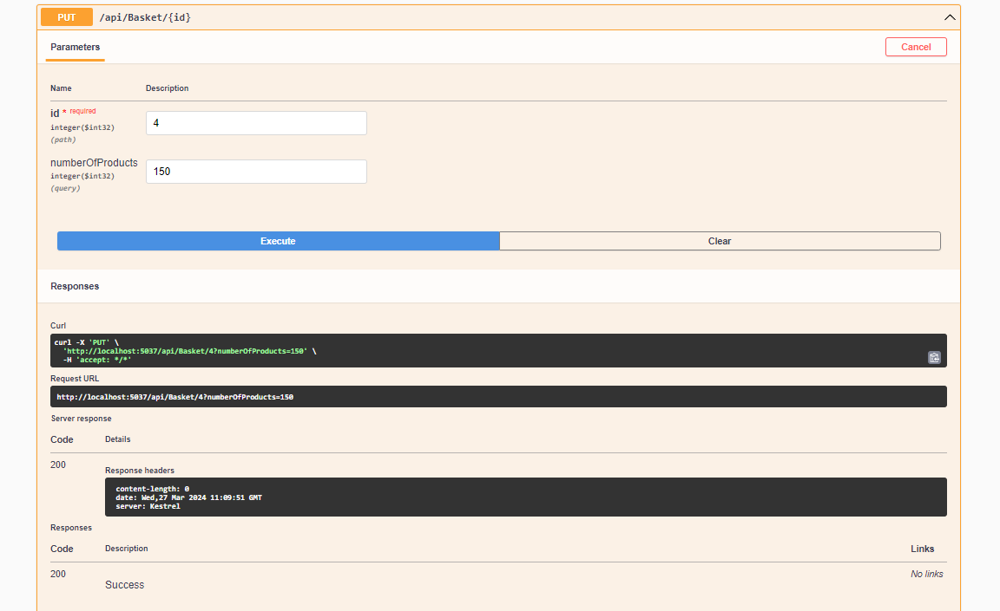 PUT /api/Basket/{id}
Parameters
Cancel
Name Description
id * required
integer($int32)
(path)
4
numberOfProducts
integer($int32)
(query)
150
Execute Clear
Responses
Curl
curl -X 'PUT' \
'http://localhost:5037/api/Basket/4?numberOfProducts=150' \
-H 'accept: */*'
Request URL
http://localhost:5037/api/Basket/4?numberOfProducts=150
Server response
Code Details
200
Response headers
content-length: 0
date: Wed,27 Mar 2024 11:09:51 GMT
server: Kestrel
Responses
Code Description Links
200 No links
Success